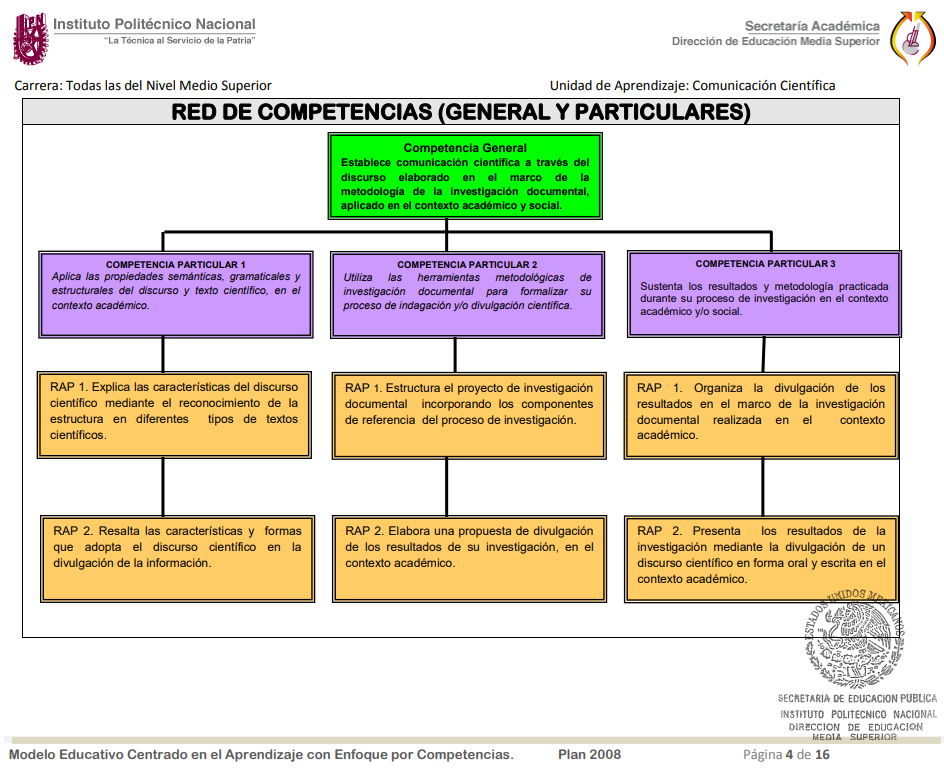 Instituto Politécnico Nacional
"La Técnica al Servicio de la Patria"
Secretaría Académica
Dirección de Educación Media Superior
Carrera: Todas las del Nivel Medio Superior
Unidad de Aprendizaje: Comunicación Científica
RED DE COMPETENCIAS (GENERAL Y PARTICULARES)
Competencia General
Establece comunicación científica a través del
discurso elaborado en el marco de la
metodología de la investigación documental,
aplicado en el contexto académico y social.
COMPETENCIA PARTICULAR 1
Aplica las propiedades semánticas, gramaticales y
estructurales del discurso y texto científico, en el
contexto académico.
COMPETENCIA PARTICULAR 2
Utiliza las herramientas metodológicas de
investigación documental para formalizar su
proceso de indagación y/o divulgación científica.
COMPETENCIA PARTICULAR 3
Sustenta los resultados y metodología practicada
durante su proceso de investigación en el contexto
académico y/o social.
RAP 1. Explica las características del discurso
científico mediante el reconocimiento de la
estructura en diferentes tipos de textos
científicos.
RAP 1. Estructura el proyecto de investigación
documental incorporando los componentes
de referencia del proceso de investigación.
RAP 1. Organiza la divulgación de los
resultados en el marco de la investigación
documental realizada en el contexto
académico.
RAP 2. Resalta las características y formas
que adopta el discurso científico en la
divulgación de la información.
RAP 2. Elabora una propuesta de divulgación
de los resultados de su investigación, en el
contexto académico.
RAP 2. Presenta los resultados de la
investigación mediante la divulgación de un
discurso científico en forma oral y escrita en el
contexto académico.
ESTADOS UNIDOS MEXICANOS
SECRETARIA DE EDUCACION PUBLICA
INSTITUTO POLITECNICO NACIONAL
DIRECCION DE EDUCACION
MEDIA SUPERIOR
Modelo Educativo Centrado en el Aprendizaje con Enfoque por Competencias.
Plan 2008
Página 4 de 16